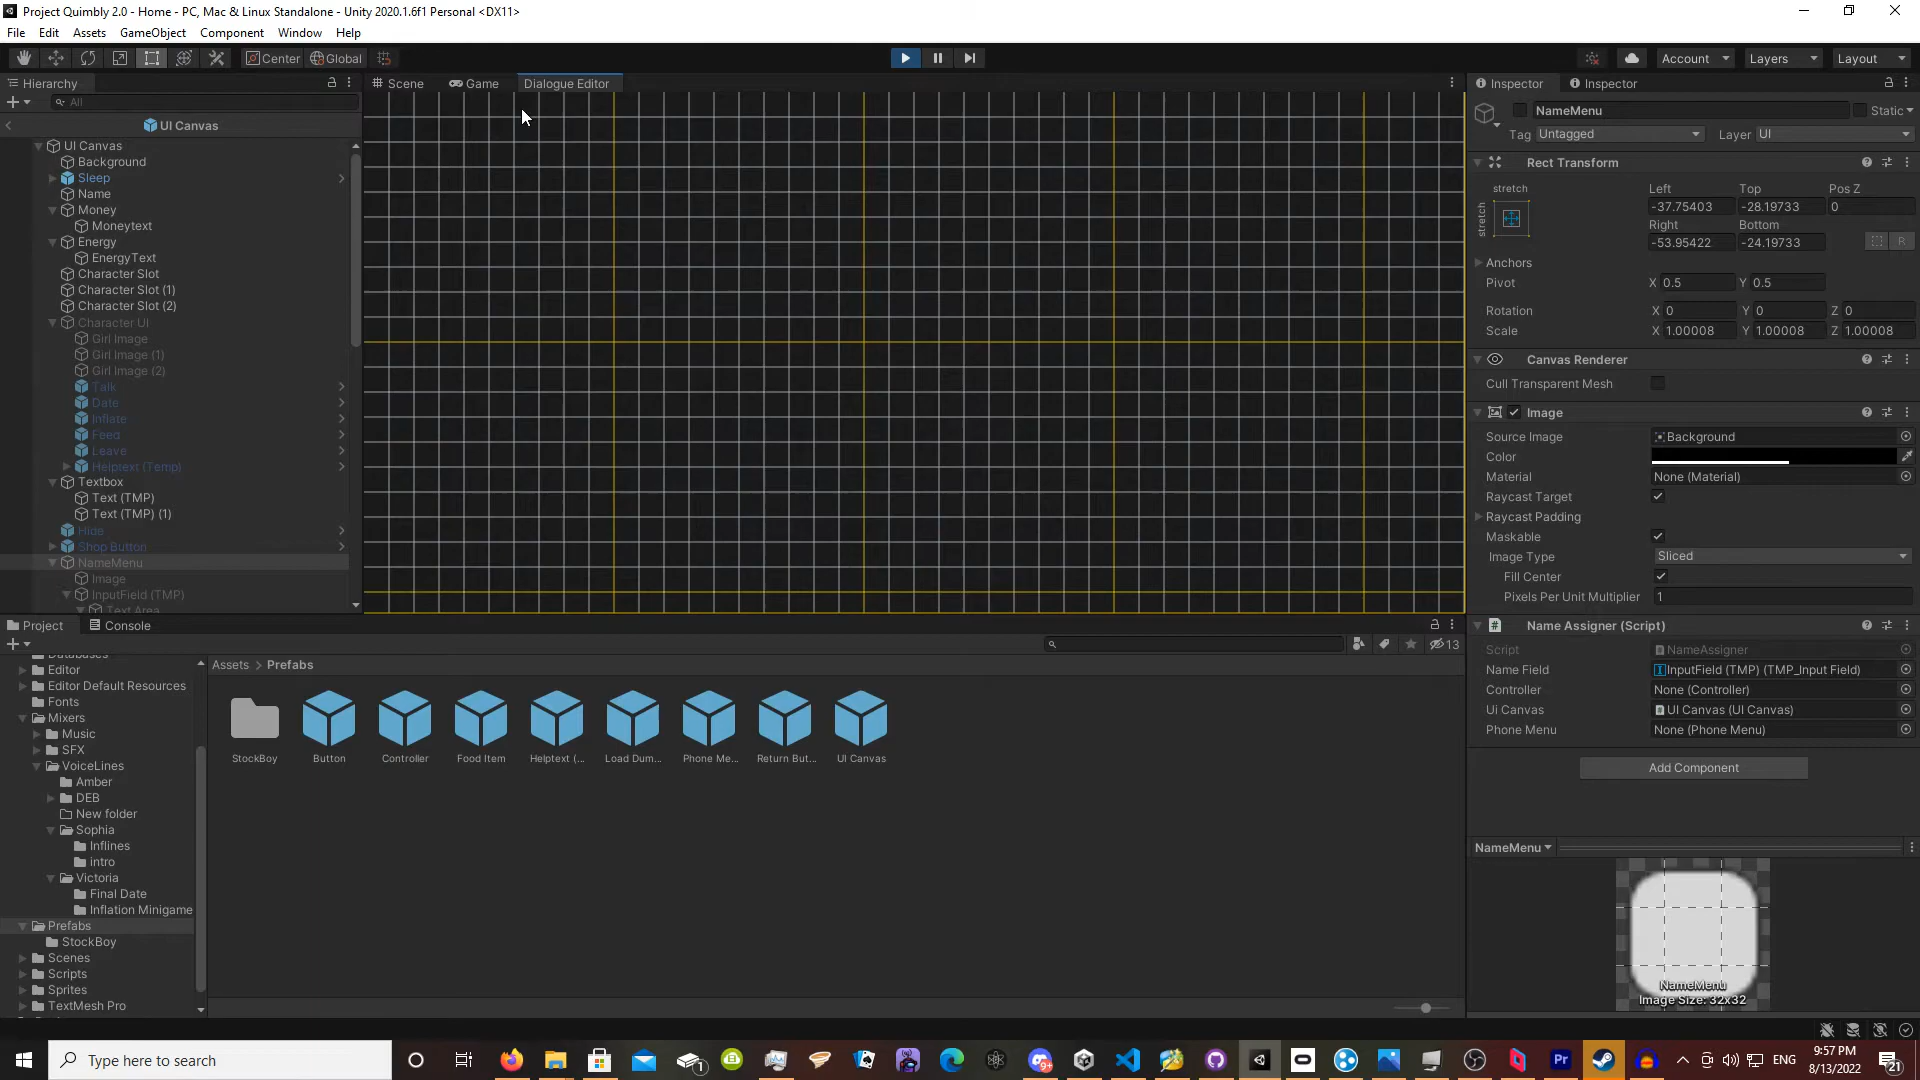 Project Quimbly 2.0 - Home - PC, Mac & Linux Standalone - Unity 2020.1.6f1 Personal <DX11>
File Edit Assets GameObject Component Window Help
Center Global Account Layers Layout
Hierarchy
All
UI Canvas
UI Canvas
Background
Sleep
Name
Money
Moneytext
Energy
EnergyText
Character Slot
Character Slot (1)
Character Slot (2)
Character UI
Girl Image
Girl Image (1)
Girl Image (2)
Talk
Date
Inflate
Feed
Leave
Helptext (Temp)
Textbox
Text (TMP)
Text (TMP) (1)
Hide
Shop Button
NameMenu
Image
InputField (TMP)
Text Area
Scene Game Dialogue Editor
Inspector Inspector
NameMenu Static
Tag Untagged Layer UI
Rect Transform
stretch Left Top Pos Z
stretch -37.75403 -28.19733 0
Right Bottom
-53.95422 -24.19733 R
Anchors
Pivot X 0.5 Y 0.5
Rotation X 0 Y 0 Z 0
Scale X 1.00008 Y 1.00008 Z 1.00008
Canvas Renderer
Cull Transparent Mesh
Image
Source Image Background
Color
Material None (Material)
Raycast Target
Raycast Padding
Maskable
Image Type Sliced
Fill Center
Pixels Per Unit Multiplier 1
# Name Assigner (Script)
Script NameAssigner
Name Field InputField (TMP) (TMP_Input Field)
Controller None (Controller)
Ui Canvas UI Canvas (UI Canvas)
Phone Menu None (Phone Menu)
Add Component
NameMenu
NameMenu
Image Size: 32x32
Project Console
13
Databases
Editor
Editor Default Resources
Fonts
Mixers
Music
SFX
VoiceLines
Amber
DEB
New folder
Sophia
Inflines
intro
Victoria
Final Date
Inflation Minigame
Prefabs
StockBoy
Scenes
Scripts
Sprites
TextMesh Pro
Assets > Prefabs
StockBoy Button Controller Food Item Helptext (... Load Dum... Phone Me... Return But... UI Canvas
Type here to search
ENG
9:57 PM
8/13/2022
21